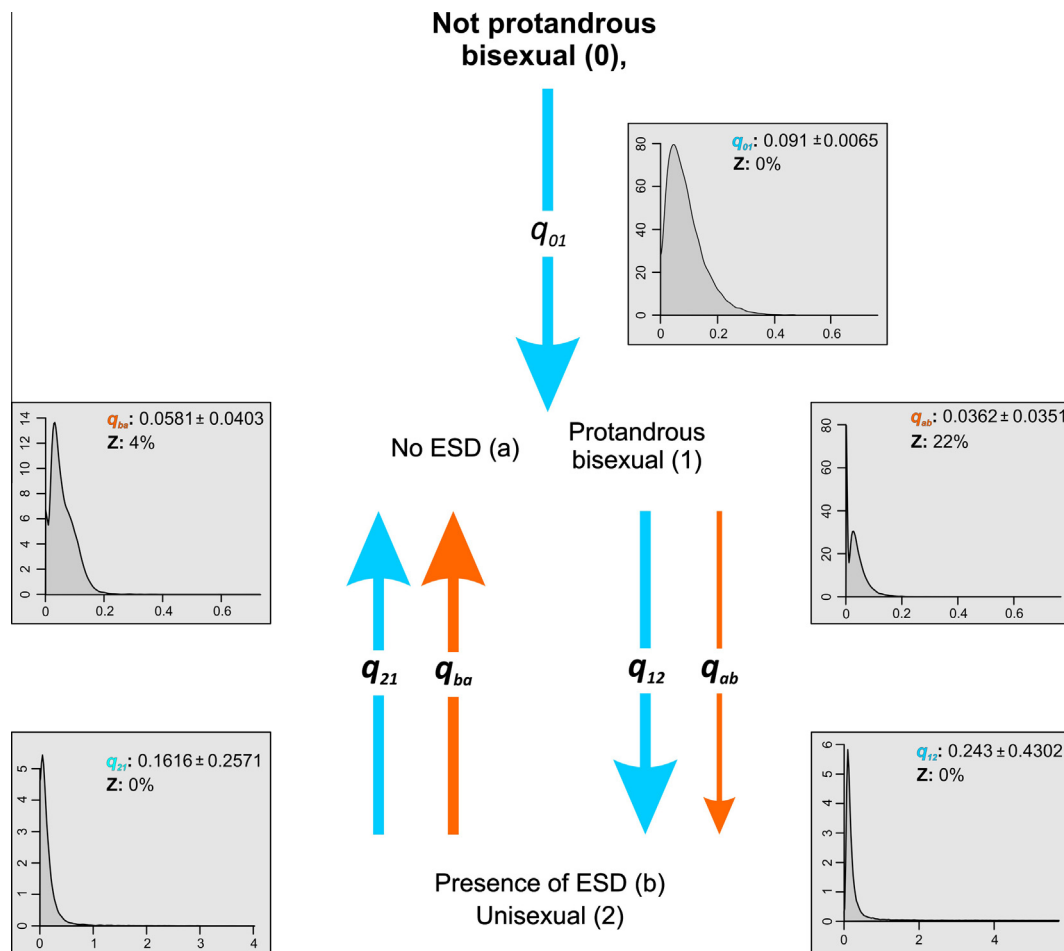 Not protandrous
bisexual (0),
q01: 0.091 ±0.0065
Z: 0%
80
60
40
20
0
0 0.2 0.4 0.6
q01
qba: 0.0581± 0.0403
Z: 4%
14
12
10
8
6
4
2
0
0 0.2 0.4 0.6
No ESD (a)
Protandrous
bisexual (1)
qab: 0.0362±0.0351
Z: 22%
80
60
40
20
0
0 0.2 0.4 0.6
q21
qba
q12
qab
q21: 0.1616±0.2571
Z: 0%
5
4
3
2
1
0
0 1 2 3 4
q12: 0.243±0.4302
Z: 0%
6
5
4
3
2
1
0
0 2 4
Presence of ESD (b)
Unisexual (2)